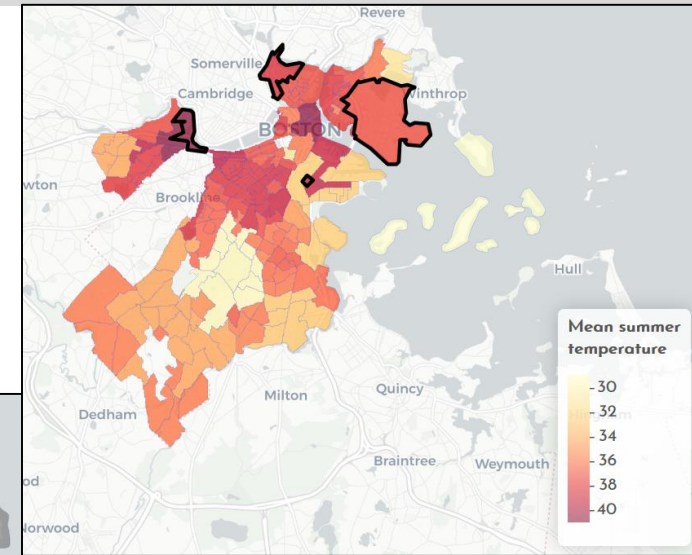 Revere
Somerville
Cambridge
Winthrop
BOSTON
wton
Brookline
Hull
Mean summer
temperature
30
32
34
36
38
40
Quincy
Milton
Dedham
Braintree
Weymouth
od
Norwood